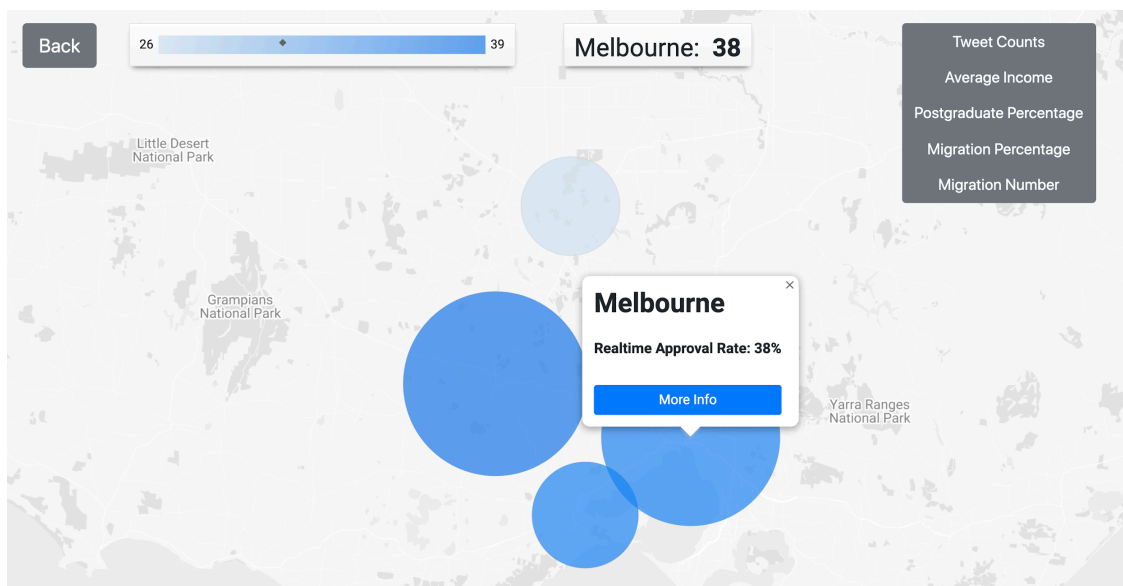 Back
26
39
Melbourne: 38
Tweet Counts
Average Income
Postgraduate Percentage
Migration Percentage
Migration Number
Little Desert
National Park
Grampians
National Park
×
Melbourne
Realtime Approval Rate: 38%
More Info
Yarra Ranges
National Park